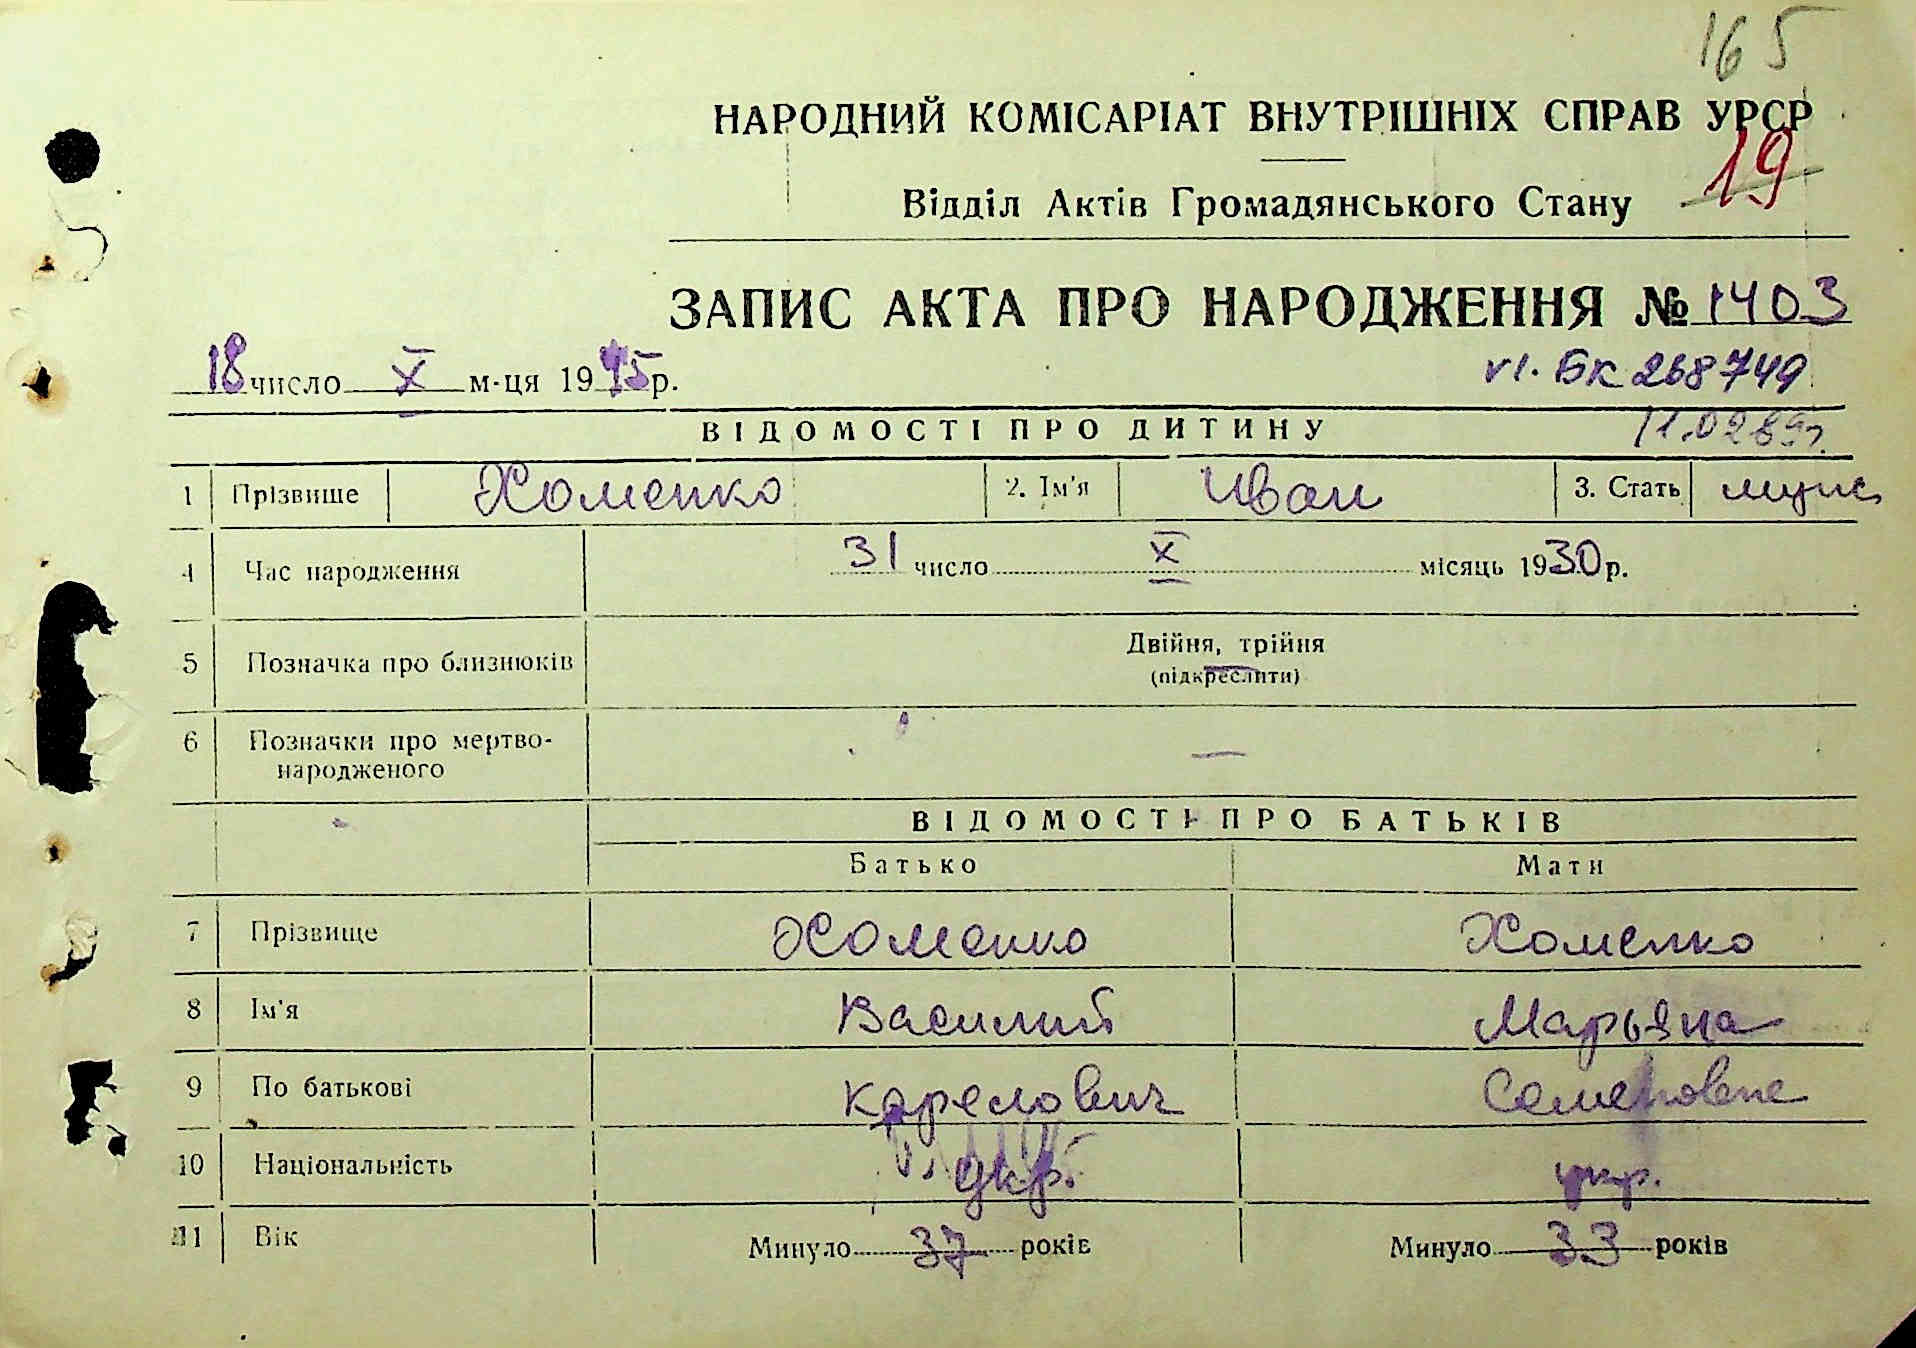 165
НАРОДНИЙ КОМІСАРІАТ ВНУТРІШНІХ СПРАВ УРСР
19
Відділ Актів Громадянського Стану
ЗАПИС АКТА ПРО НАРОДЖЕННЯ № 1403
18 число X м-ця 1945 р.
VI. БК 268749
ВІДОМОСТІ ПРО ДИТИНУ
11.02 89г.
1 Прізвище Хоменко 2. Ім'я Иван 3. Стать муж.
4 Час народження 31 число X місяць 1930 р.
5 Позначка про близнюків Двійня, трійня
(підкреслити)
6 Позначки про мертво-
народженого —
ВІДОМОСТІ ПРО БАТЬКІВ
Батько Мати
7 Прізвище Хоменко Хоменко
8 Ім'я Василий Марьяна
9 По батькові Карелович Семеновне
10 Національність укр. укр.
11 Вік Минуло 37 років Минуло 33 років